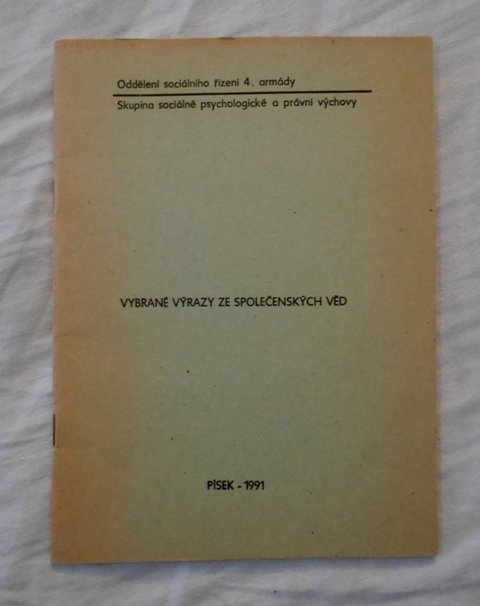 Oddělení sociálního řízení 4. armády
Skupina sociálně psychologické a právní výchovy
VYBRANÉ VÝRAZY ZE SPOLEČENSKÝCH VĚD
PÍSEK - 1991